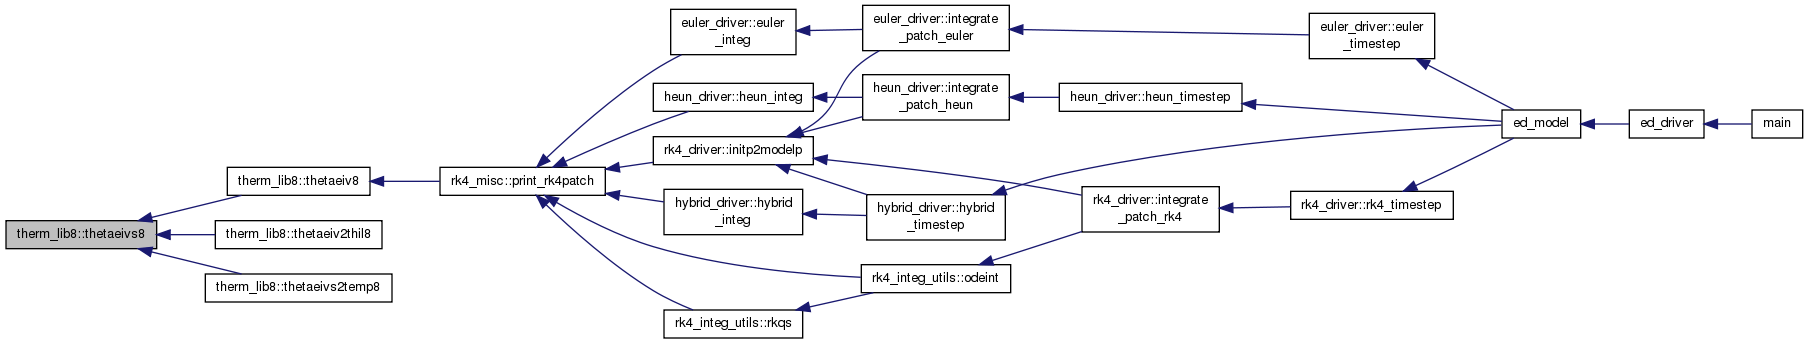 euler_driver::euler
_integ
euler_driver::integrate
_patch_euler
euler_driver::euler
_timestep
heun_driver::heun_integ
heun_driver::integrate
_patch_heun
heun_driver::heun_timestep
ed_model
ed_driver
main
rk4_driver::initp2modelp
therm_lib8::thetaeiv8
rk4_misc::print_rk4patch
hybrid_driver::hybrid
_integ
hybrid_driver::hybrid
_timestep
rk4_driver::integrate
_patch_rk4
rk4_driver::rk4_timestep
therm_lib8::thetaeivs8
therm_lib8::thetaeiv2thil8
therm_lib8::thetaeivs2temp8
rk4_integ_utils::odeint
rk4_integ_utils::rkqs